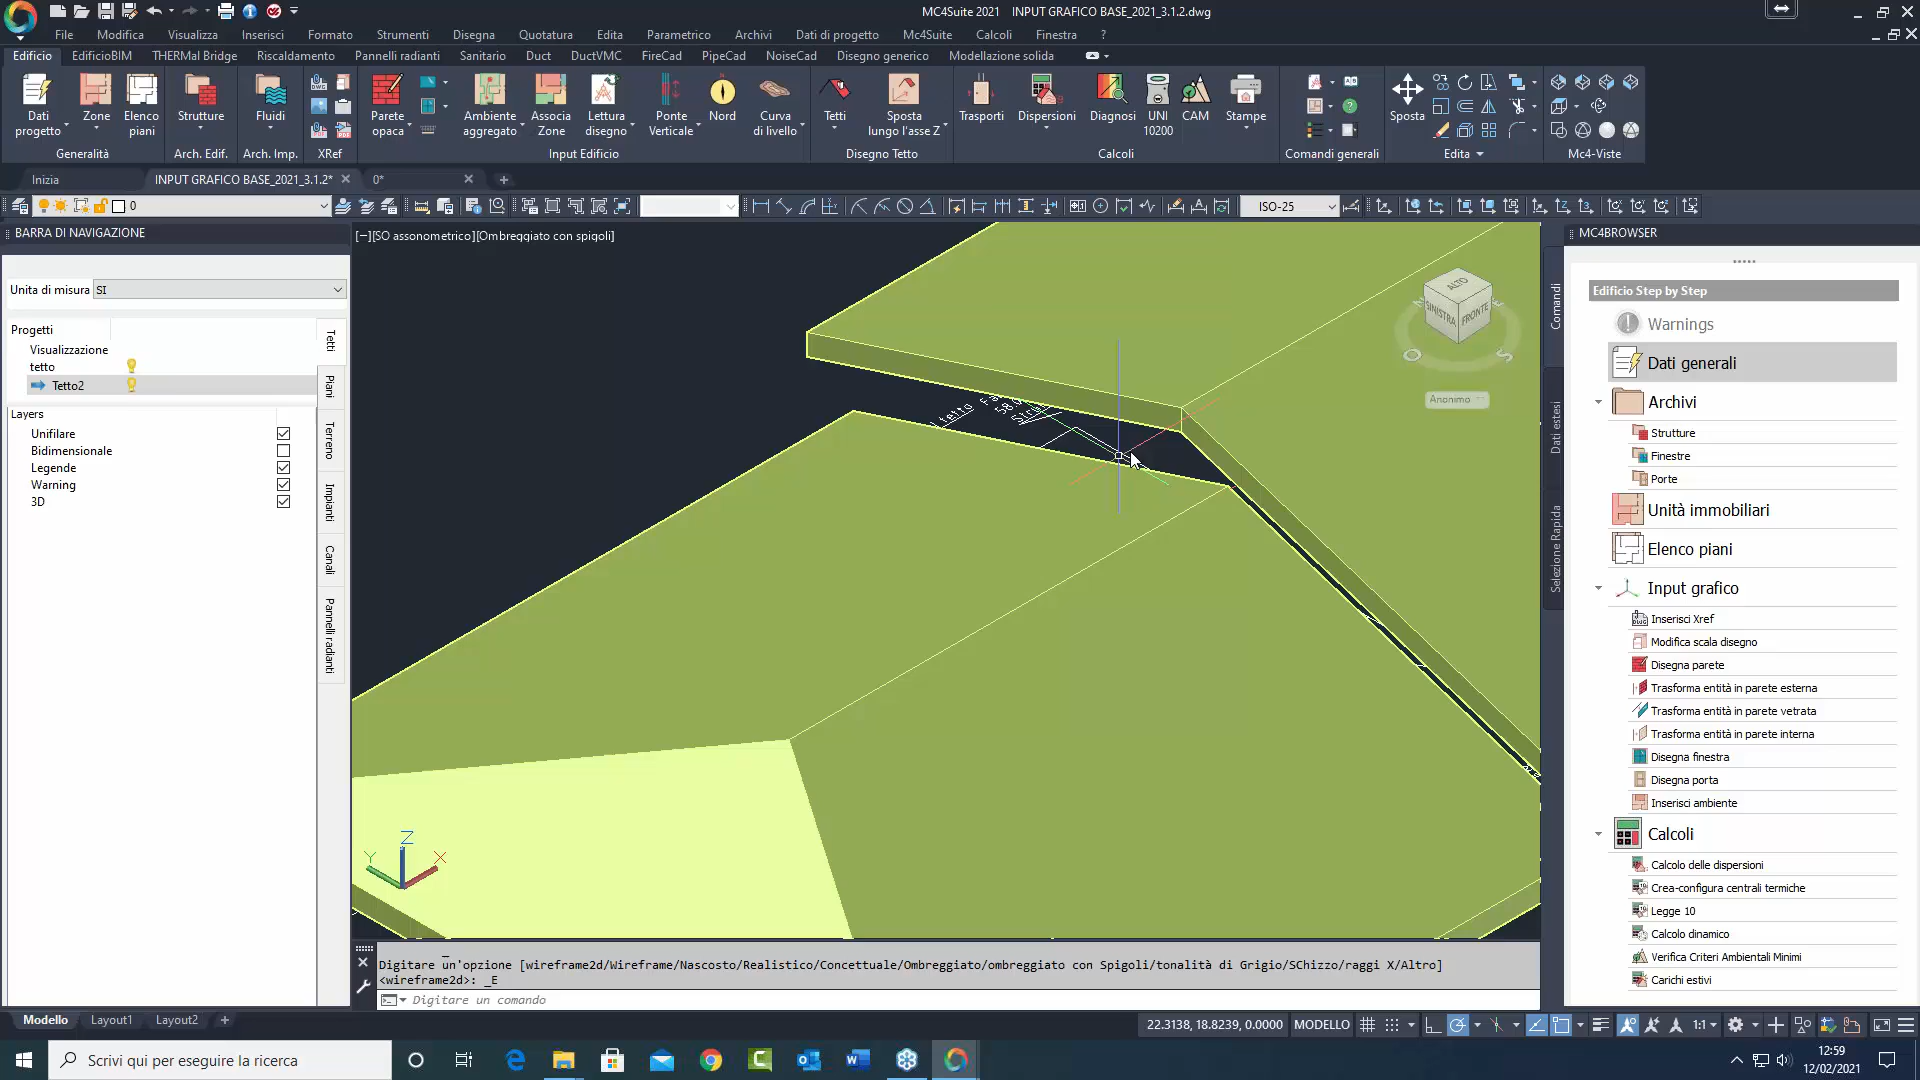 MC4Suite 2021 INPUT GRAFICO BASE_2021_3.1.2.dwg
File Modifica Visualizza Inserisci Formato Strumenti Disegna Quotatura Edita Parametrico Archivi Dati di progetto MC4Suite Calcoli Finestra ?
Edificio EdificioBIM THERMal Bridge Riscaldamento Pannelli radianti Sanitario Duct DuctVMC FireCad PipeCad NoiseCad Disegno generico Modellazione solida
Dati progetto
Zone
Elenco piani
Strutture
Fluidi
Parete opaca
Ambiente aggregato
Associa Zone
Lettura disegno
Ponte Verticale
Nord
Curva di livello
Tetti
Sposta lungo l'asse Z
Trasporti
Dispersioni
Diagnosi
UNI 10200
CAM
Stampe
Sposta
Generalità Arch. Edif. Arch. Imp. XRef Input Edificio Disegno Tetto Calcoli Comandi generali Edita Mc4-Viste
Inizia INPUT GRAFICO BASE_2021_3.1.2* 0*
0
ISO-25
BARRA DI NAVIGAZIONE
Unita di misura SI
Progetti
Visualizzazione
tetto
Tetto2
Layers
Unifilare
Bidimensionale
Legende
Warning
3D
Tetti
Piani
Terreno
Impianti
Canali
Pannelli radianti
[−][SO assonometrico][Ombreggiato con spigoli]
tetto
ALTO
SINISTRA
FRONTE
S
Anonimo
Z
Y
X
Comandi
Dati estesi
Selezione Rapida
MC4BROWSER
Edificio Step by Step
Warnings
Dati generali
Archivi
Strutture
Finestre
Porte
Unità immobiliari
Elenco piani
Input grafico
Inserisci Xref
Modifica scala disegno
Disegna parete
Trasforma entità in parete esterna
Trasforma entità in parete vetrata
Trasforma entità in parete interna
Disegna finestra
Disegna porta
Inserisci ambiente
Calcoli
Calcolo delle dispersioni
Crea-configura centrali termiche
Legge 10
Calcolo dinamico
Verifica Criteri Ambientali Minimi
Carichi estivi
Digitare un'opzione [wireframe2d/Wireframe/Nascosto/Realistico/Concettuale/Ombreggiato/ombreggiato con Spigoli/tonalità di Grigio/SChizzo/raggi X/Altro]
<wireframe2d>: _E
Digitare un comando
Modello Layout1 Layout2 +
22.3138, 18.8239, 0.0000 MODELLO 1:1
Scrivi qui per eseguire la ricerca
12:59
12/02/2021